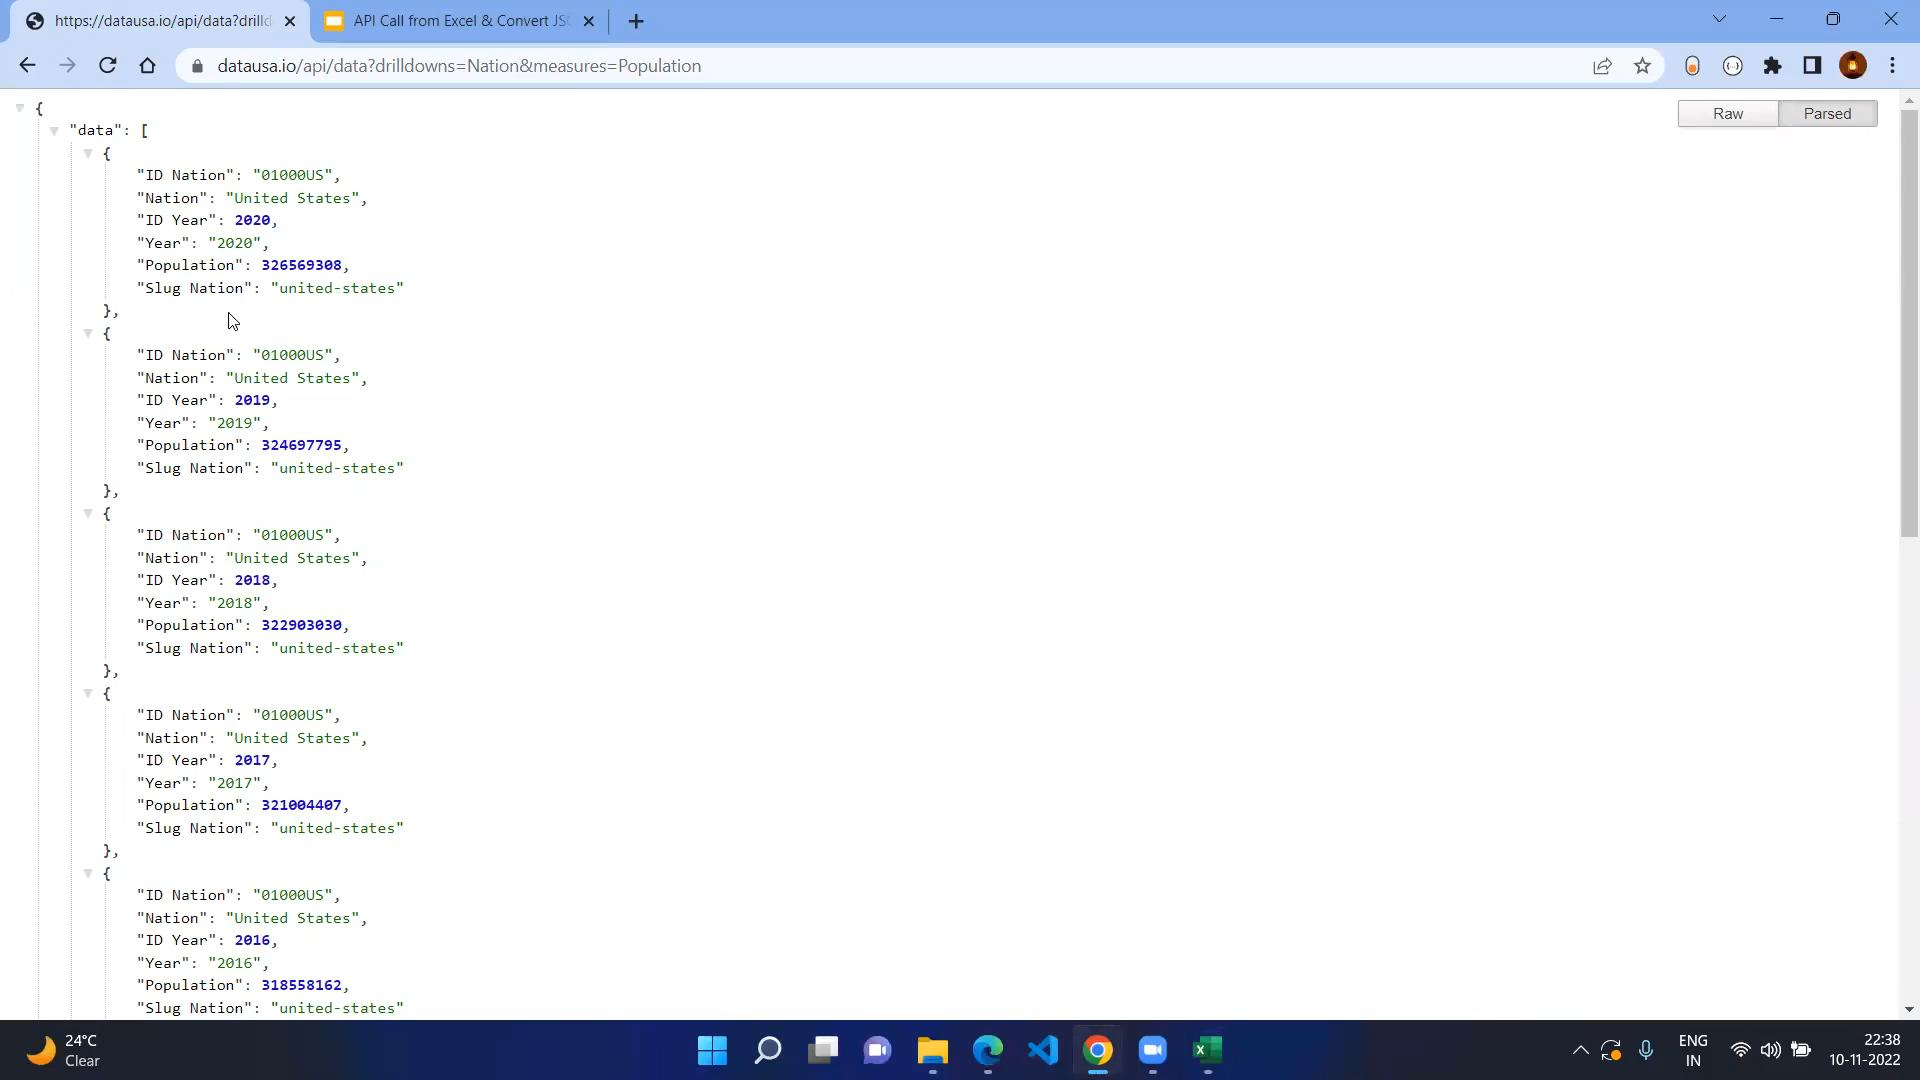 https://datausa.io/api/data?drilld
API Call from Excel & Convert JS
datausa.io/api/data?drilldowns=Nation&measures=Population
Raw
Parsed
{
"data": [
{
"ID Nation": "01000US",
"Nation": "United States",
"ID Year": 2020,
"Year": "2020",
"Population": 326569308,
"Slug Nation": "united-states"
},
{
"ID Nation": "01000US",
"Nation": "United States",
"ID Year": 2019,
"Year": "2019",
"Population": 324697795,
"Slug Nation": "united-states"
},
{
"ID Nation": "01000US",
"Nation": "United States",
"ID Year": 2018,
"Year": "2018",
"Population": 322903030,
"Slug Nation": "united-states"
},
{
"ID Nation": "01000US",
"Nation": "United States",
"ID Year": 2017,
"Year": "2017",
"Population": 321004407,
"Slug Nation": "united-states"
},
{
"ID Nation": "01000US",
"Nation": "United States",
"ID Year": 2016,
"Year": "2016",
"Population": 318558162,
"Slug Nation": "united-states"
24°C
Clear
ENG
IN
22:38
10-11-2022